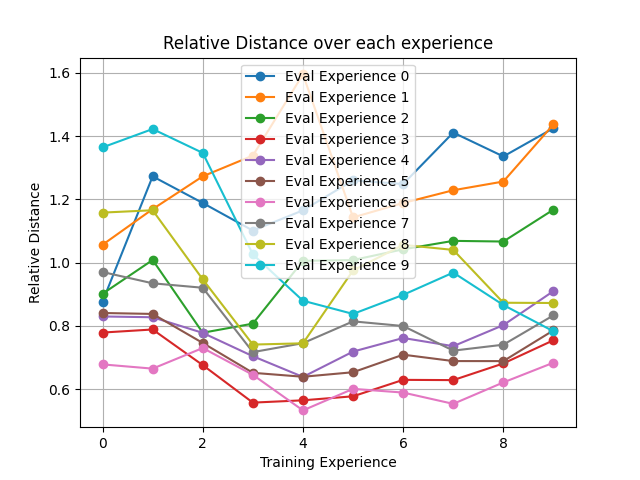 Relative Distance over each experience
1.6
1.4
1.2
1.0
0.8
0.6
Relative Distance
Eval Experience 0
Eval Experience 1
Eval Experience 2
Eval Experience 3
Eval Experience 4
Eval Experience 5
Eval Experience 6
Eval Experience 7
Eval Experience 8
Eval Experience 9
0 2 4 6 8
Training Experience